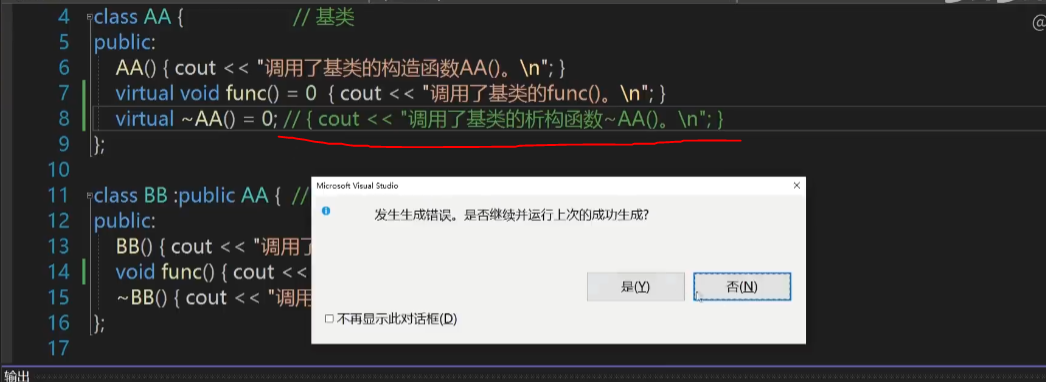 4 class AA { // 基类
5 public:
6 AA() { cout << "调用了基类的构造函数AA()。\n"; }
7 virtual void func() = 0 { cout << "调用了基类的func()。\n"; }
8 virtual ~AA() = 0; // { cout << "调用了基类的析构函数~AA()。\n"; }
9 };
10
11 class BB :public AA { //
12 public:
13 BB() { cout << "调用了
14 void func() { cout <<
15 ~BB() { cout << "调用
16 };
17
Microsoft Visual Studio
发生生成错误。是否继续并运行上次的成功生成?
是(Y)
否(N)
不再显示此对话框(D)
输出